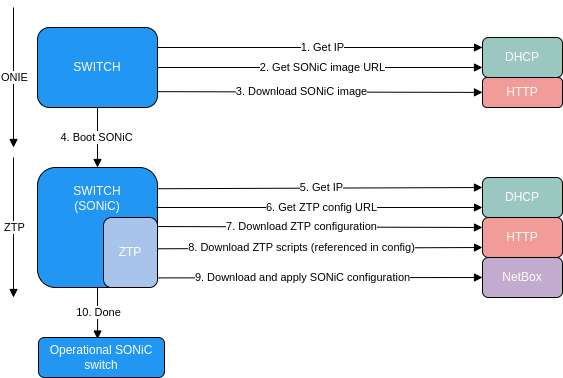 ONIE
SWITCH
1. Get IP
2. Get SONiC image URL
3. Download SONiC image
DHCP
HTTP
4. Boot SONiC
ZTP
SWITCH
(SONiC)
ZTP
5. Get IP
6. Get ZTP config URL
7. Download ZTP configuration
8. Download ZTP scripts (referenced in config)
9. Download and apply SONiC configuration
DHCP
HTTP
NetBox
10. Done
Operational SONiC
switch